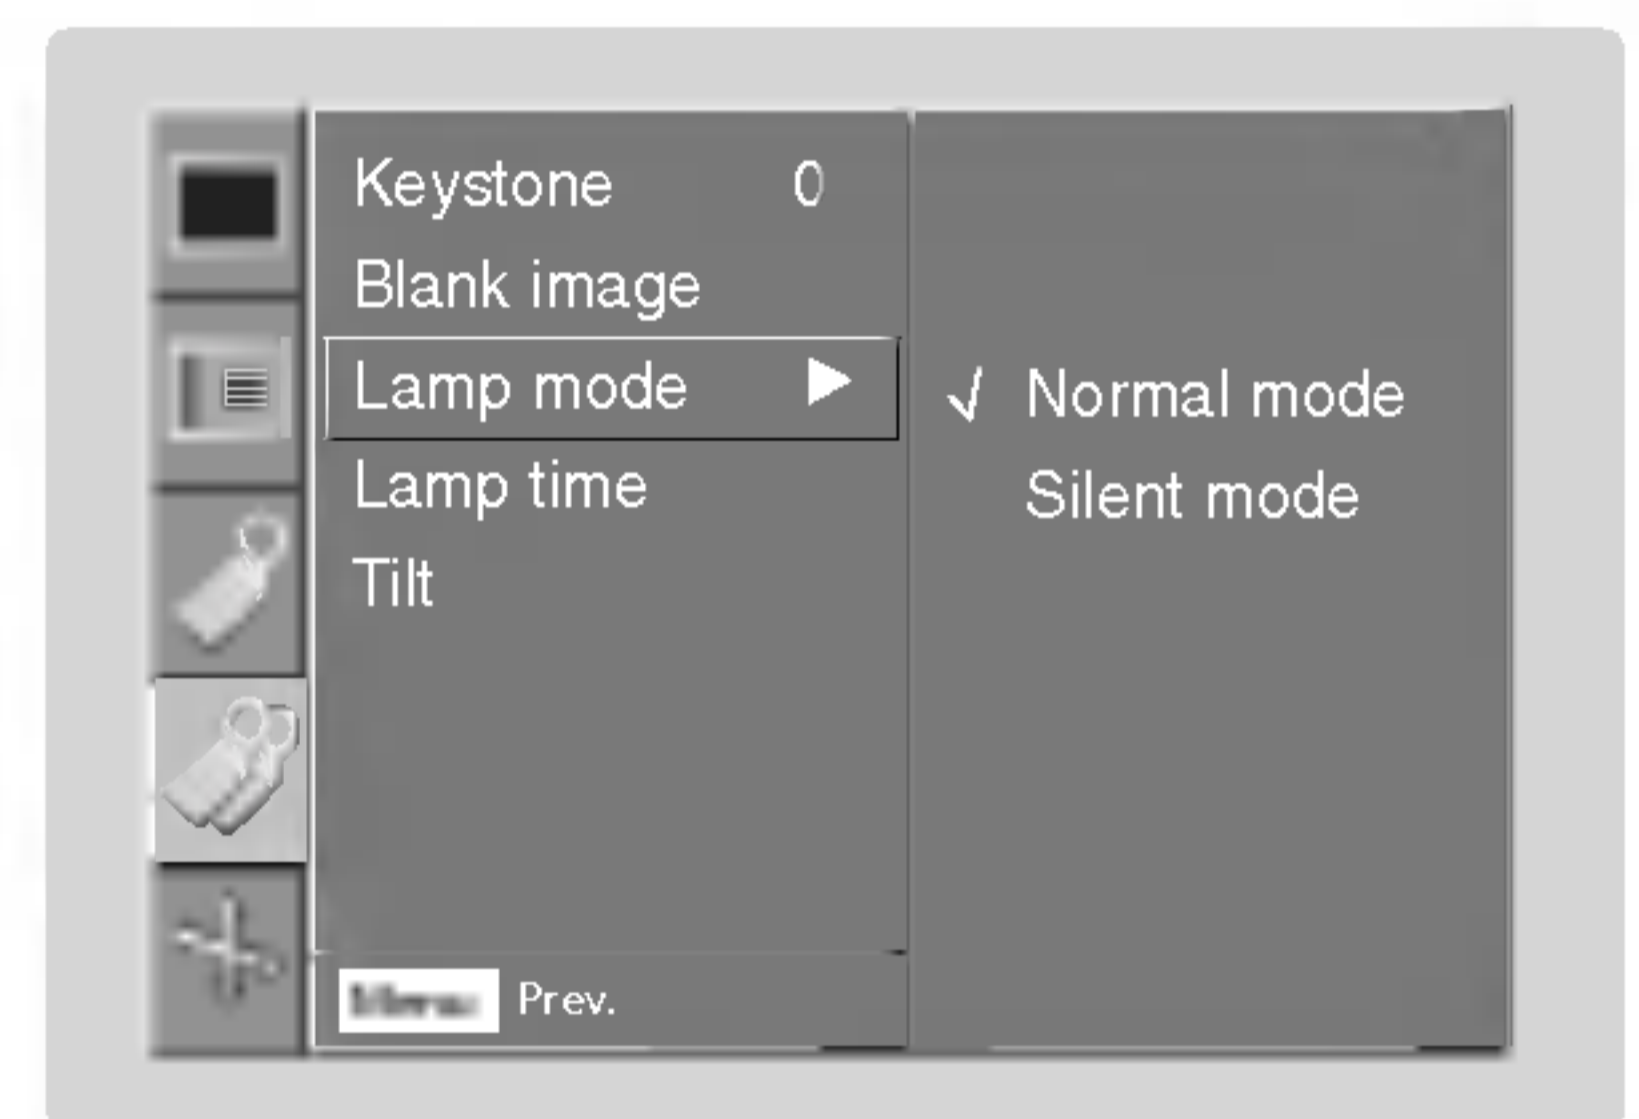 Keystone 0
Blank image
Lamp mode ▶
Lamp time
Tilt
√ Normal mode
Silent mode
Prev.